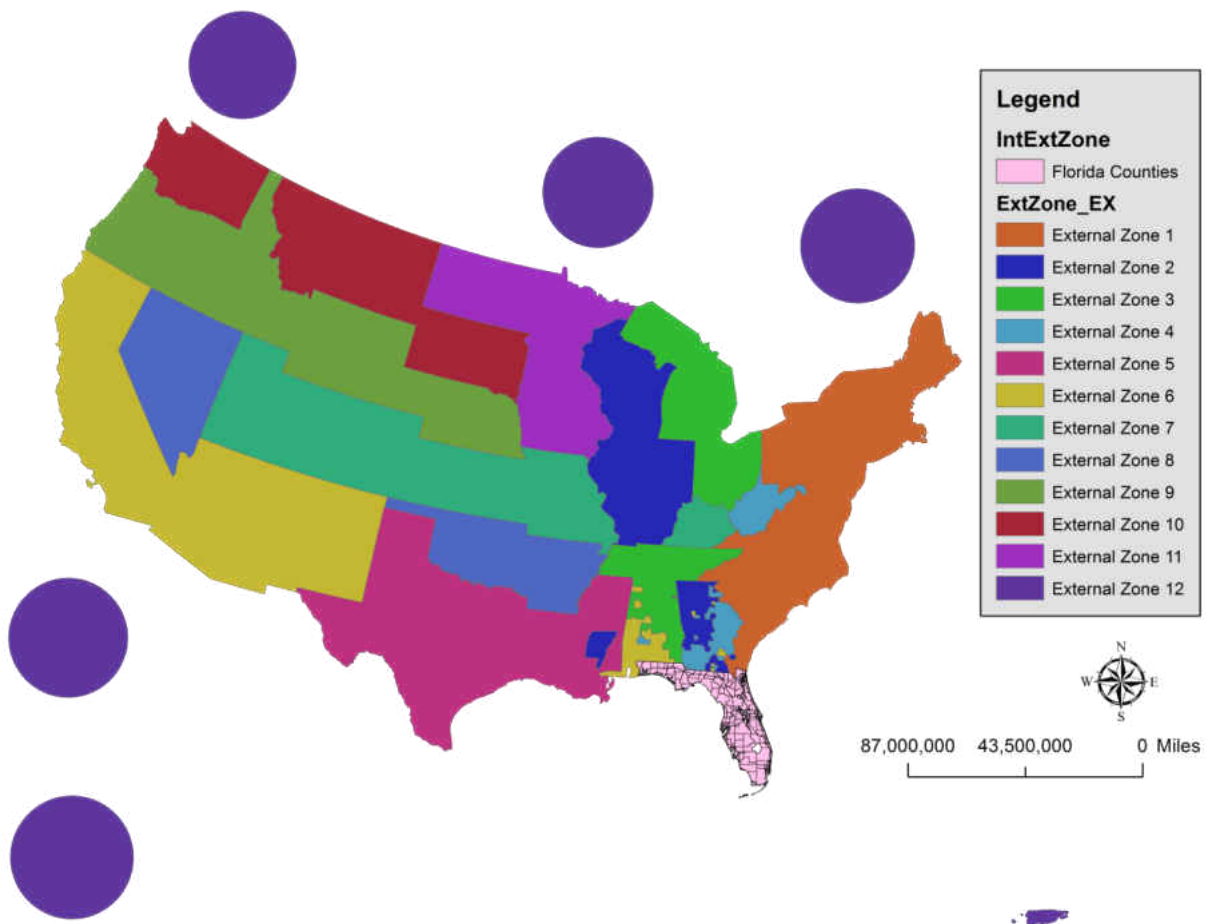 Legend
IntExtZone
Florida Counties
ExtZone_EX
External Zone 1
External Zone 2
External Zone 3
External Zone 4
External Zone 5
External Zone 6
External Zone 7
External Zone 8
External Zone 9
External Zone 10
External Zone 11
External Zone 12
N
W E
S
87,000,000 43,500,000 0 Miles